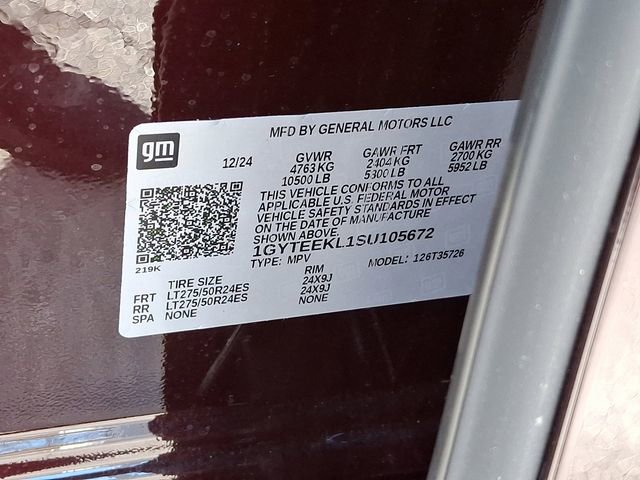 gm
MFD BY GENERAL MOTORS LLC
12/24 GVWR GAWR FRT GAWR RR
4763 KG 2404 KG 2700 KG
10500 LB 5300 LB 5952 LB
THIS VEHICLE CONFORMS TO ALL
APPLICABLE U.S. FEDERAL MOTOR
VEHICLE SAFETY STANDARDS IN EFFECT
ON THE DATE OF MANUFACTURE
SHOWN ABOVE.
1GYTEEKL1SU105672
TYPE: MPV MODEL: 126T35726
219K
TIRE SIZE RIM
FRT LT275/50R24ES 24X9J
RR LT275/50R24ES 24X9J
SPA NONE NONE